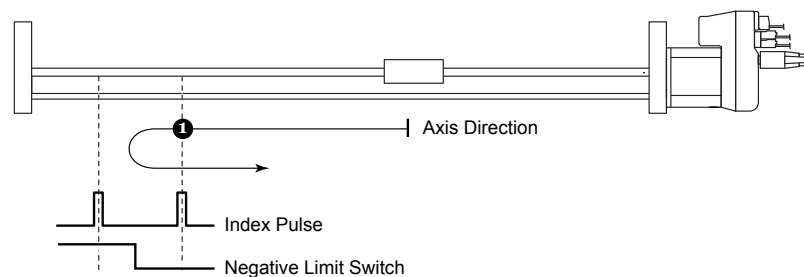 1
Axis Direction
Index Pulse
Negative Limit Switch